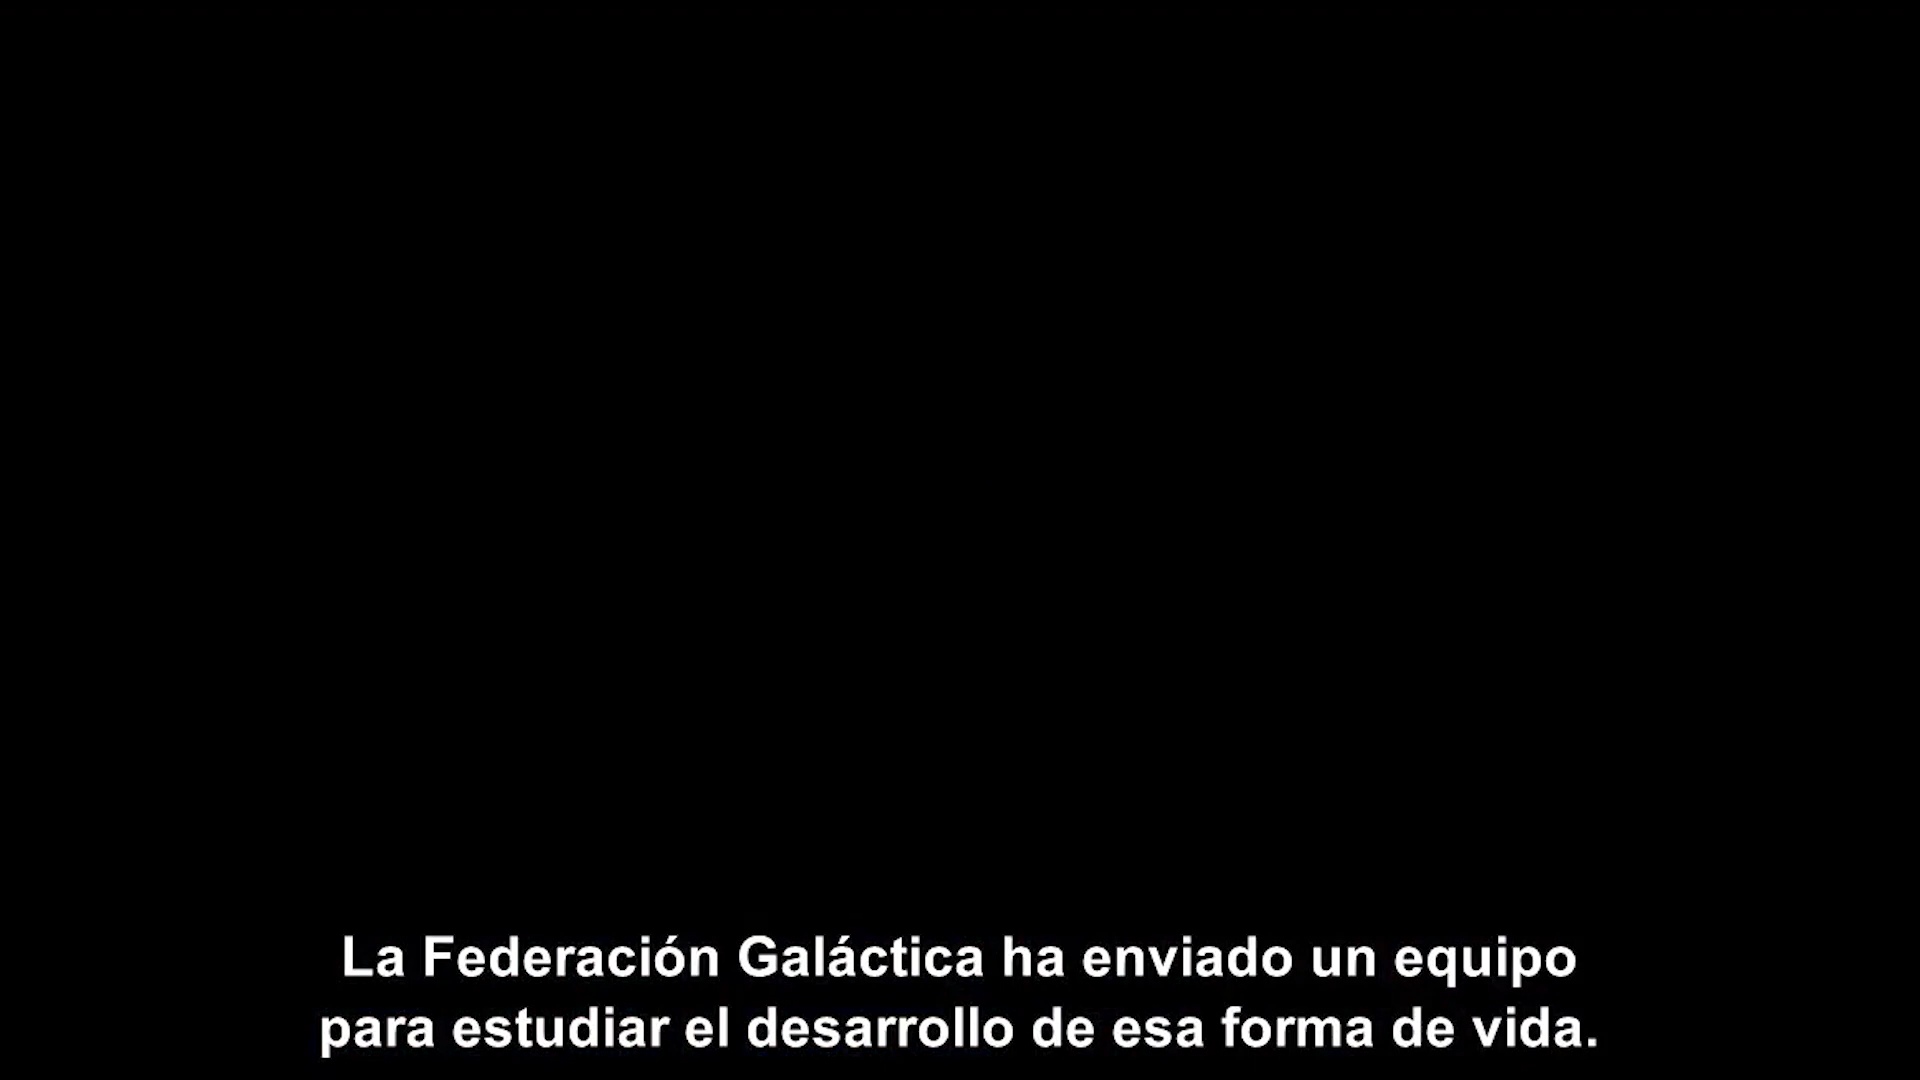 La Federación Galáctica ha enviado un equipo
para estudiar el desarrollo de esa forma de vida.